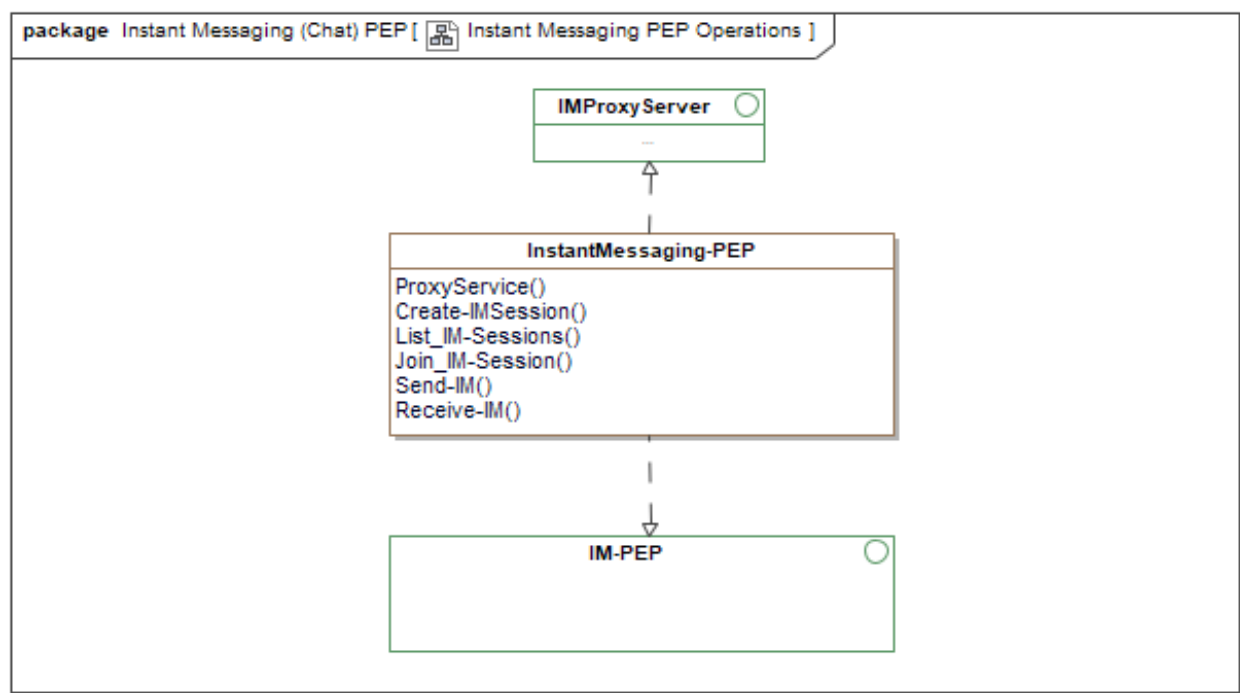 package Instant Messaging (Chat) PEP [ Instant Messaging PEP Operations ]
IMProxyServer
...
InstantMessaging-PEP
ProxyService()
Create-IMSession()
List_IM-Sessions()
Join_IM-Session()
Send-IM()
Receive-IM()
IM-PEP